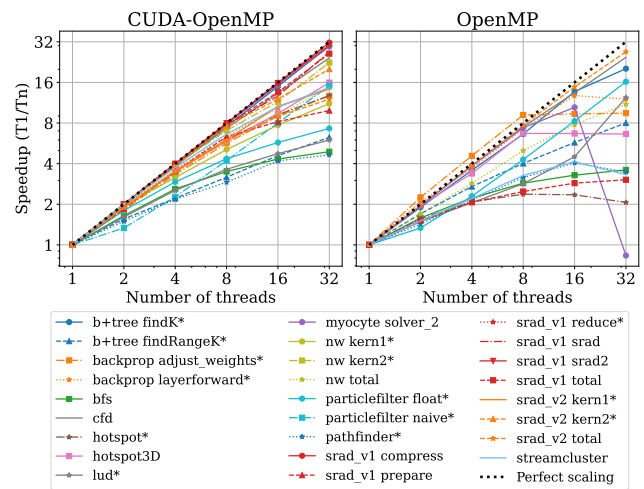 CUDA-OpenMP
OpenMP
Speedup (T1/Tn)
32
16
8
4
2
1
1 2 4 8 16 32
1 2 4 8 16 32
Number of threads
Number of threads
b+tree findK*
b+tree findRangeK*
backprop adjust_weights*
backprop layerforward*
bfs
cfd
hotspot*
hotspot3D
lud*
myocyte solver_2
nw kern1*
nw kern2*
nw total
particlefilter float*
particlefilter naive*
pathfinder*
srad_v1 compress
srad_v1 prepare
srad_v1 reduce*
srad_v1 srad
srad_v1 srad2
srad_v1 total
srad_v2 kern1*
srad_v2 kern2*
srad_v2 total
streamcluster
Perfect scaling